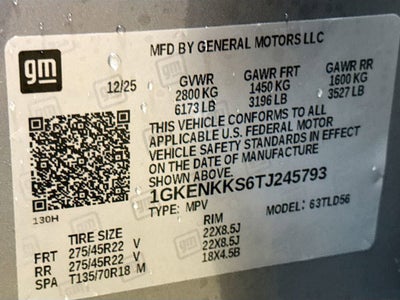 gm
MFD BY GENERAL MOTORS LLC
12/25
GVWR GAWR FRT GAWR RR
2800 KG 1450 KG 1600 KG
6173 LB 3196 LB 3527 LB
THIS VEHICLE CONFORMS TO ALL
APPLICABLE U.S. FEDERAL MOTOR
VEHICLE SAFETY STANDARDS IN EFFECT
ON THE DATE OF MANUFACTURE
SHOWN ABOVE.
1GKENKKS6TJ245793
130H
TYPE: MPV MODEL: 63TLD56
TIRE SIZE RIM
FRT 275/45R22 V 22X8.5J
RR 275/45R22 V 22X8.5J
SPA T135/70R18 M 18X4.5B